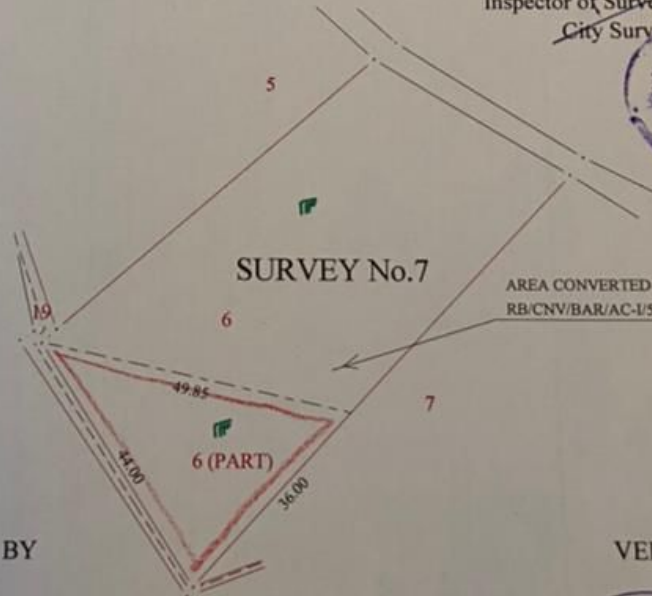 Inspector of Surve
City Surv
5
SURVEY No.7
AREA CONVERTED
RB/CNV/BAR/AC-I/5
19
6
49.85
7
6 (PART)
44.00
36.00
BY
VE